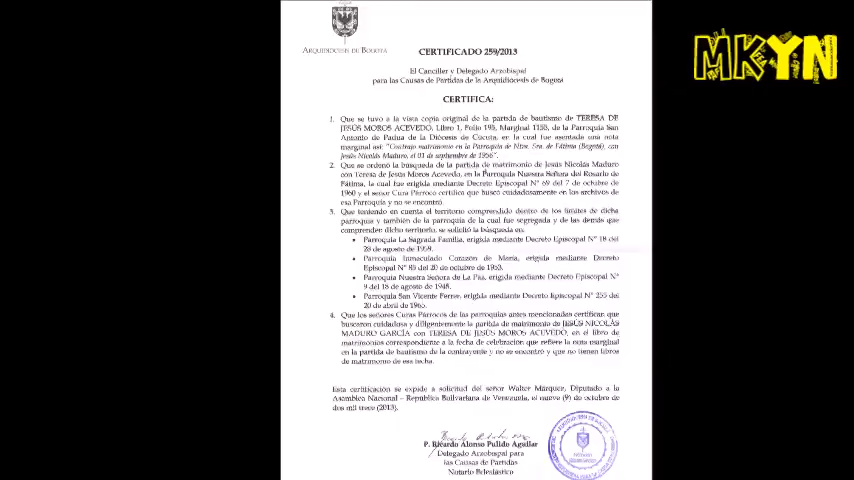 ARQUIDIÓCESIS DE BOGOTÁ
MKYN
CERTIFICADO 259/2013
El Canciller y Delegado Arzobispal
para las Causas de Partidas de la Arquidiócesis de Bogotá
CERTIFICA:
1. Que se tuvo a la vista copia original de la partida de bautismo de TERESA DE
JESÚS MOROS ACEVEDO, Libro 1, Folio 195, Marginal 1155, de la Parroquia San
Antonio de Padua de la Diócesis de Cúcuta, en la cual fue asentada una nota
marginal así: "Contrajo matrimonio en la Parroquia de Ntra. Sra. de Fátima (Bogotá), con
Jesús Nicolás Maduro, el 01 de septiembre de 1956".
2. Que se ordenó la búsqueda de la partida de matrimonio de Jesús Nicolás Maduro
con Teresa de Jesús Moros Acevedo, en la Parroquia Nuestra Señora del Rosario de
Fátima, la cual fue erigida mediante Decreto Episcopal N° 69 del 7 de octubre de
1960 y el señor Cura Párroco certifica que buscó cuidadosamente en los archivos de
esa Parroquia y no se encontró.
3. Que teniendo en cuenta el territorio comprendido dentro de los límites de dicha
parroquia y también de la parroquia de la cual fue segregada y de las demás que
comprenden dicho territorio, se solicitó la búsqueda en:
• Parroquia La Sagrada Familia, erigida mediante Decreto Episcopal N° 18 del
28 de agosto de 1959.
• Parroquia Inmaculado Corazón de María, erigida mediante Decreto
Episcopal N° 85 del 20 de octubre de 1953.
• Parroquia Nuestra Señora de La Paz, erigida mediante Decreto Episcopal N°
9 del 18 de agosto de 1948.
• Parroquia San Vicente Ferrer, erigida mediante Decreto Episcopal N° 255 del
20 de abril de 1965.
4. Que los señores Curas Párrocos de las parroquias antes mencionadas certifican que
buscaron cuidadosa y diligentemente la partida de matrimonio de JESÚS NICOLÁS
MADURO GARCÍA con TERESA DE JESÚS MOROS ACEVEDO, en el libro de
matrimonios correspondiente a la fecha de celebración que refiere la nota marginal
en la partida de bautismo de la contrayente y no se encontró y que no tienen libros
de matrimonio de esa fecha.
Esta certificación se expide a solicitud del señor Walter Márquez, Diputado a la
Asamblea Nacional – República Bolivariana de Venezuela, el nueve (9) de octubre de
dos mil trece (2013).
P. Ricardo Alonso Pulido Aguilar
Delegado Arzobispal para
las Causas de Partidas
Notario Eclesiástico